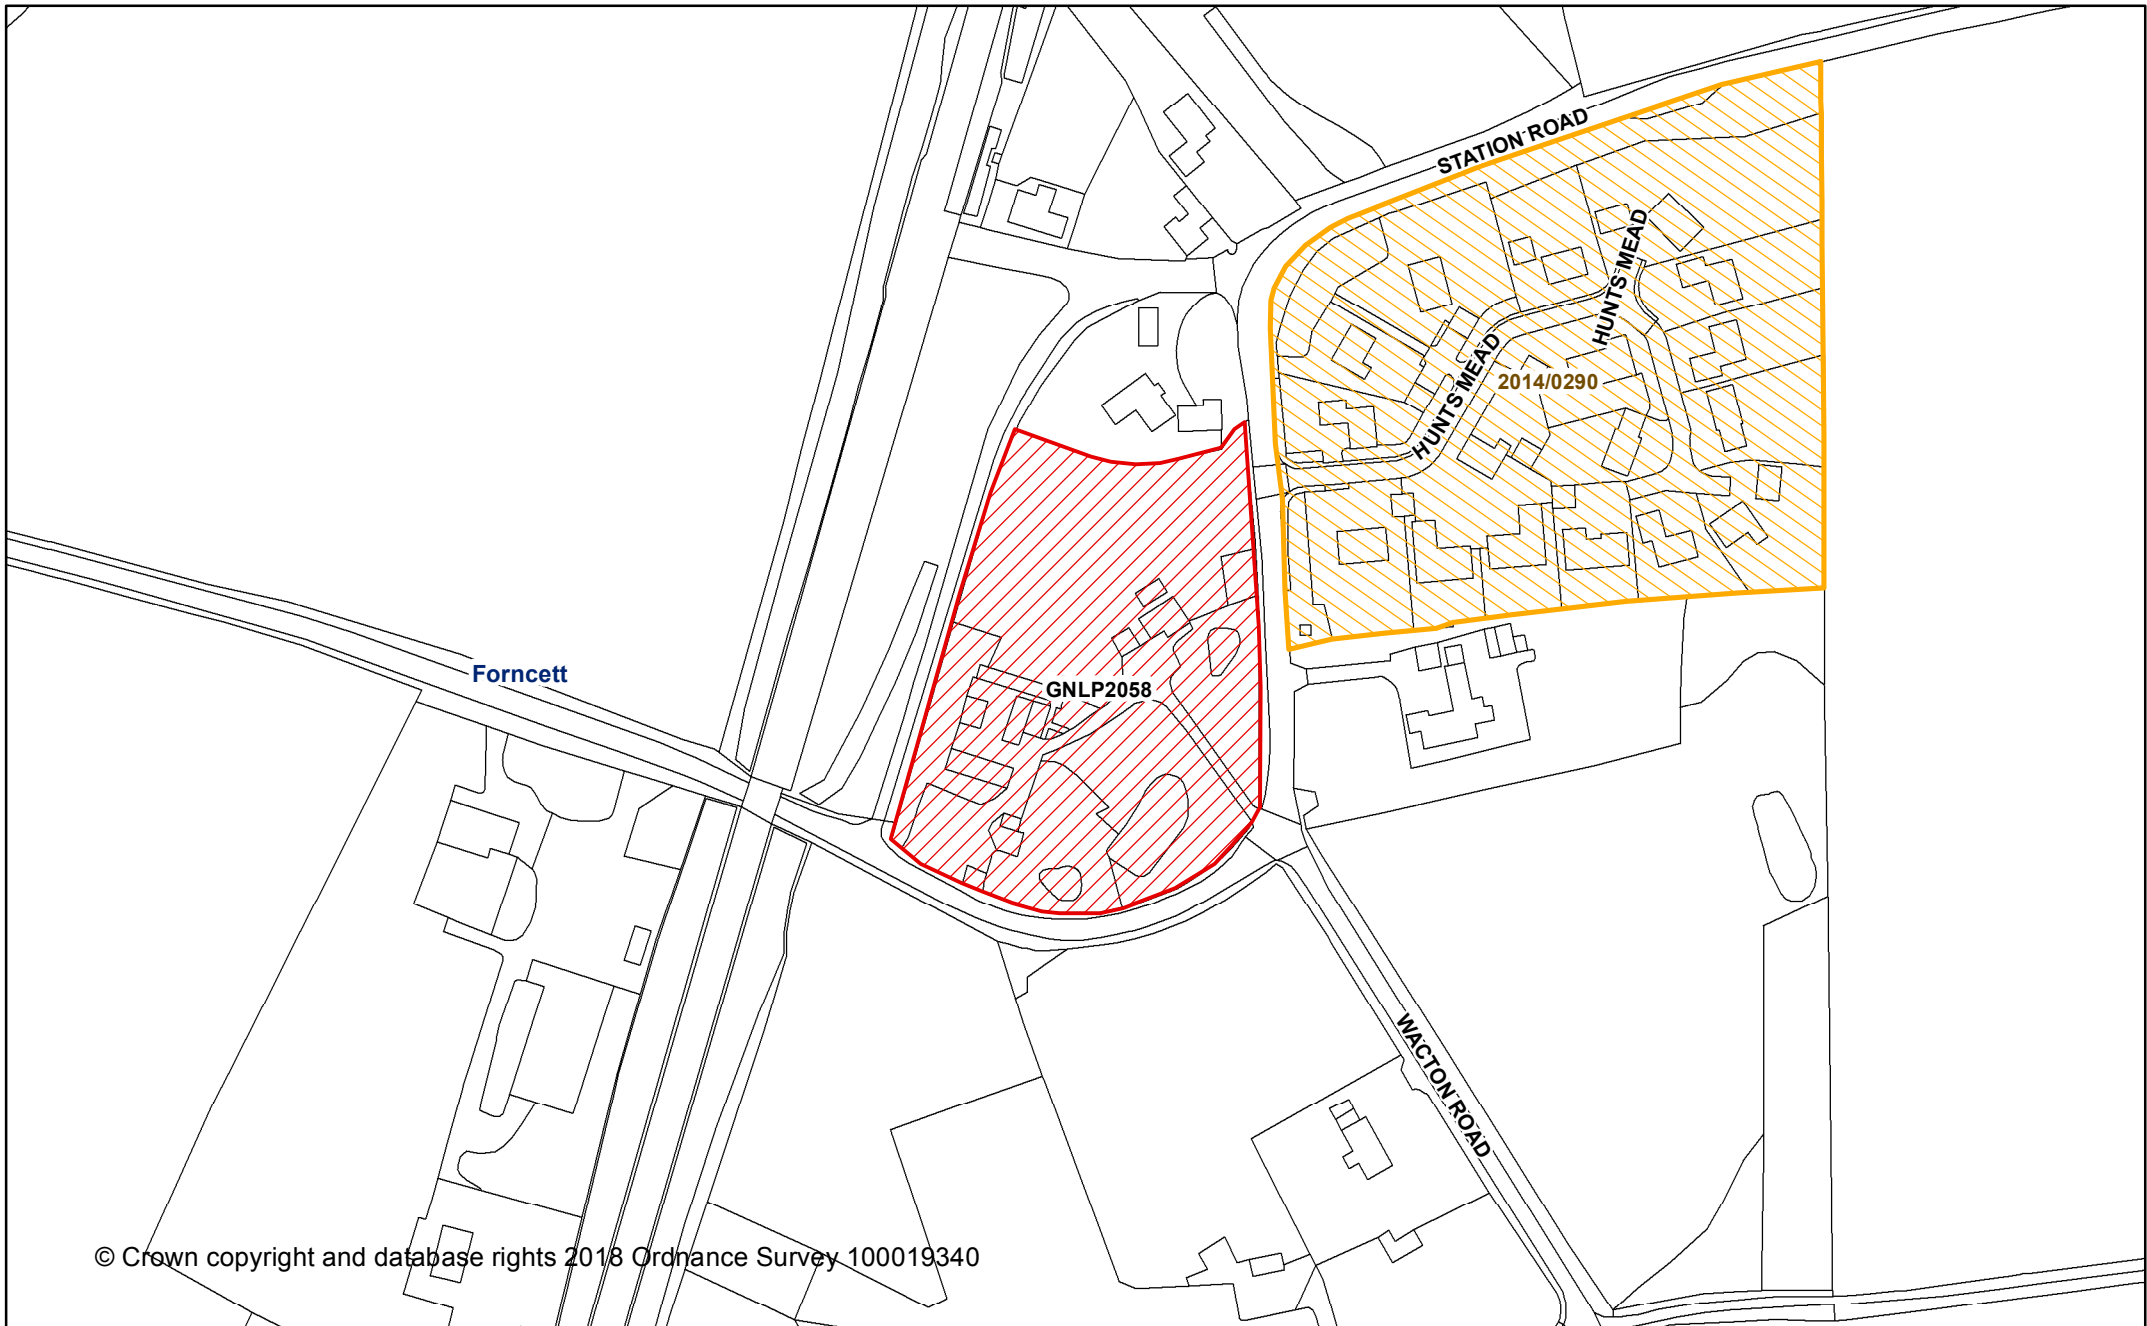 STATION ROAD
HUNTS MEAD
HUNTS MEAD
2014/0290
Forncett
GNLP2058
WACTON ROAD
© Crown copyright and database rights 2018 Ordnance Survey 100019340